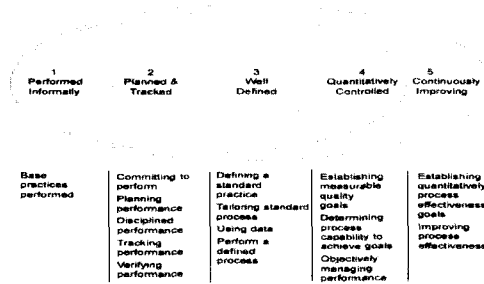 1
Performed
Informally
2
Planned &
Tracked
3
Well
Defined
4
Quantitatively
Controlled
5
Continuously
Improving
Base
practices
performed
Committing to
perform
Planning
performance
Disciplined
performance
Tracking
performance
Verifying
performance
Defining a
standard
practice
Tailoring standard
process
Using data
Perform a
defined
process
Establishing
measurable
quality
goals
Determining
process
capability to
achieve goals
Objectively
managing
performance
Establishing
quantitatively
process
effectiveness
goals
Improving
process
effectiveness